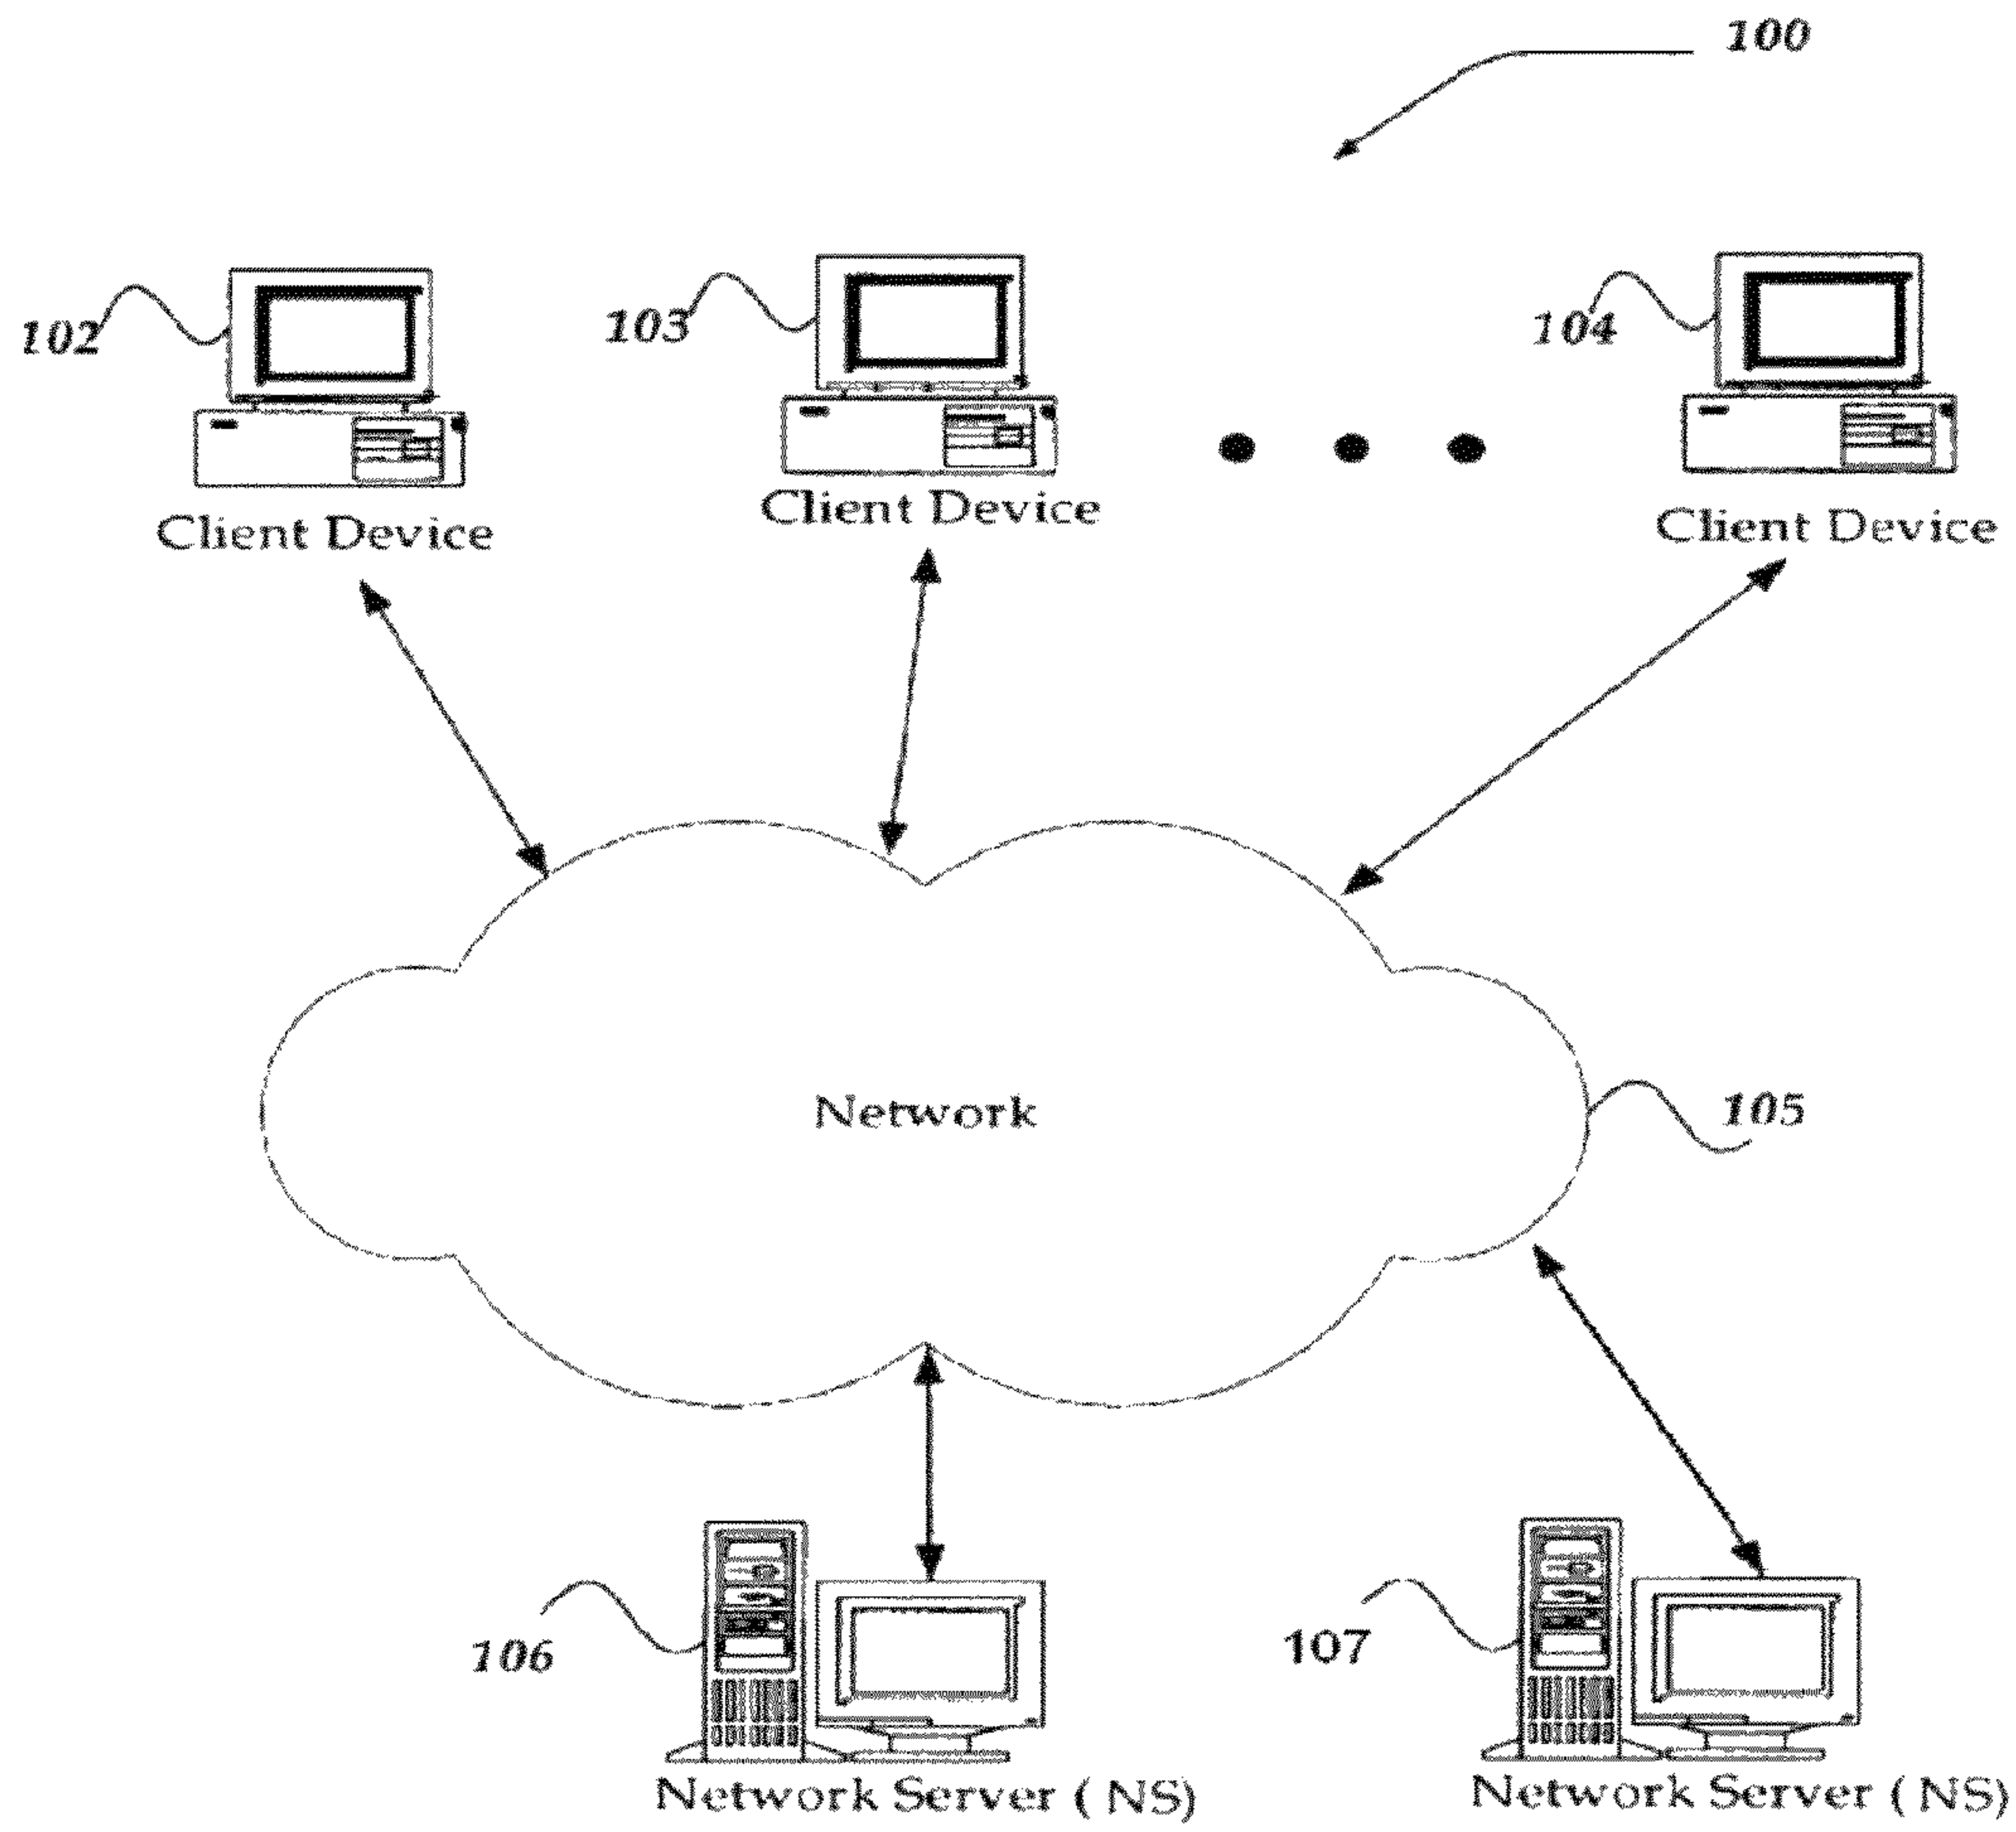 100
102
103
104
Client Device
Client Device
Client Device
Network
105
106
107
Network Server ( NS)
Network Server ( NS)